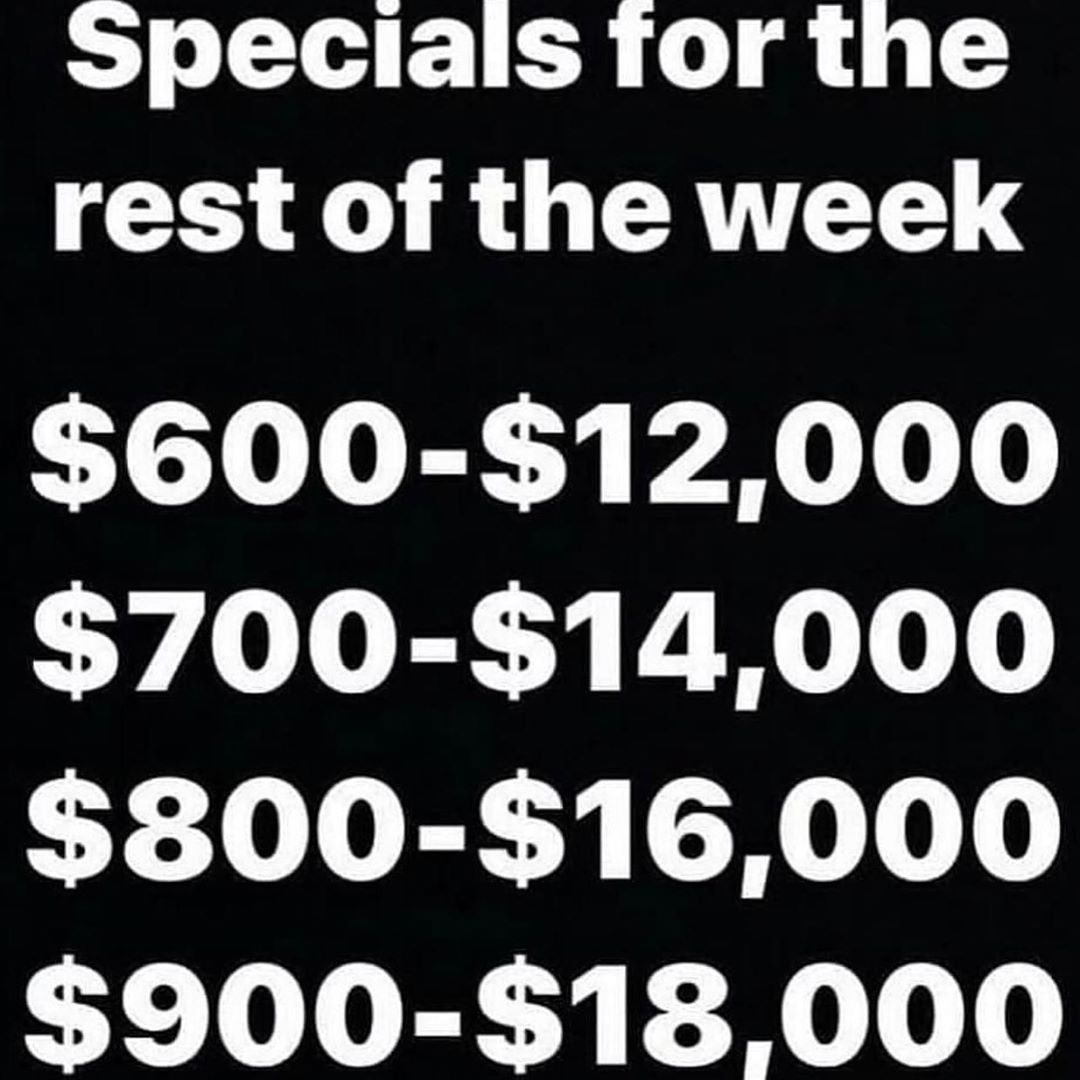 Specials for the
rest of the week
$600-$12,000
$700-$14,000
$800-$16,000
$900-$18,000